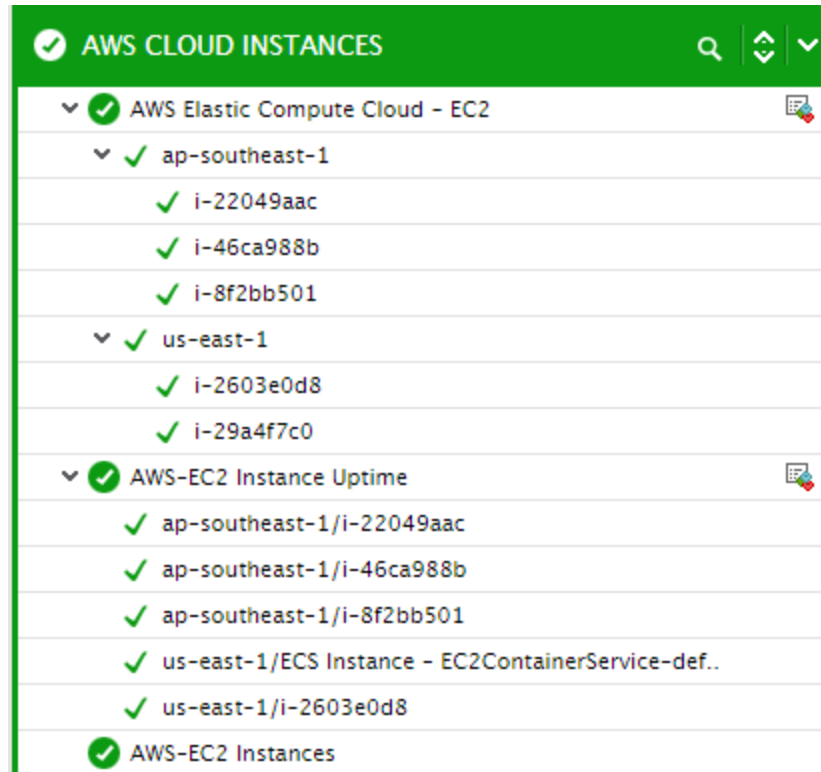 AWS CLOUD INSTANCES
AWS Elastic Compute Cloud - EC2
ap-southeast-1
i-22049aac
i-46ca988b
i-8f2bb501
us-east-1
i-2603e0d8
i-29a4f7c0
AWS-EC2 Instance Uptime
ap-southeast-1/i-22049aac
ap-southeast-1/i-46ca988b
ap-southeast-1/i-8f2bb501
us-east-1/ECS Instance - EC2ContainerService-def..
us-east-1/i-2603e0d8
AWS-EC2 Instances